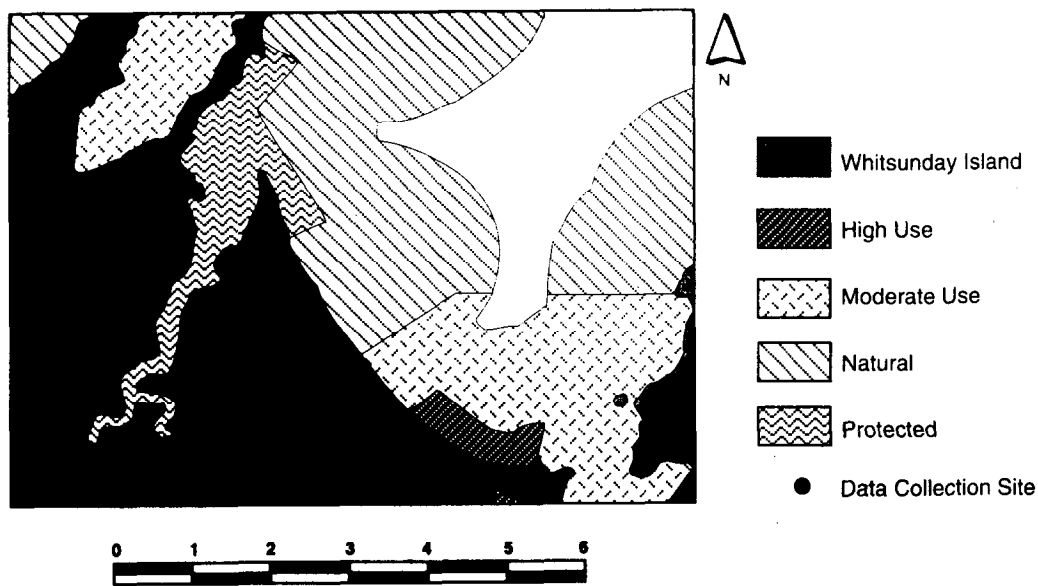 N
Whitsunday Island
High Use
Moderate Use
Natural
Protected
Data Collection Site
0 1 2 3 4 5 6